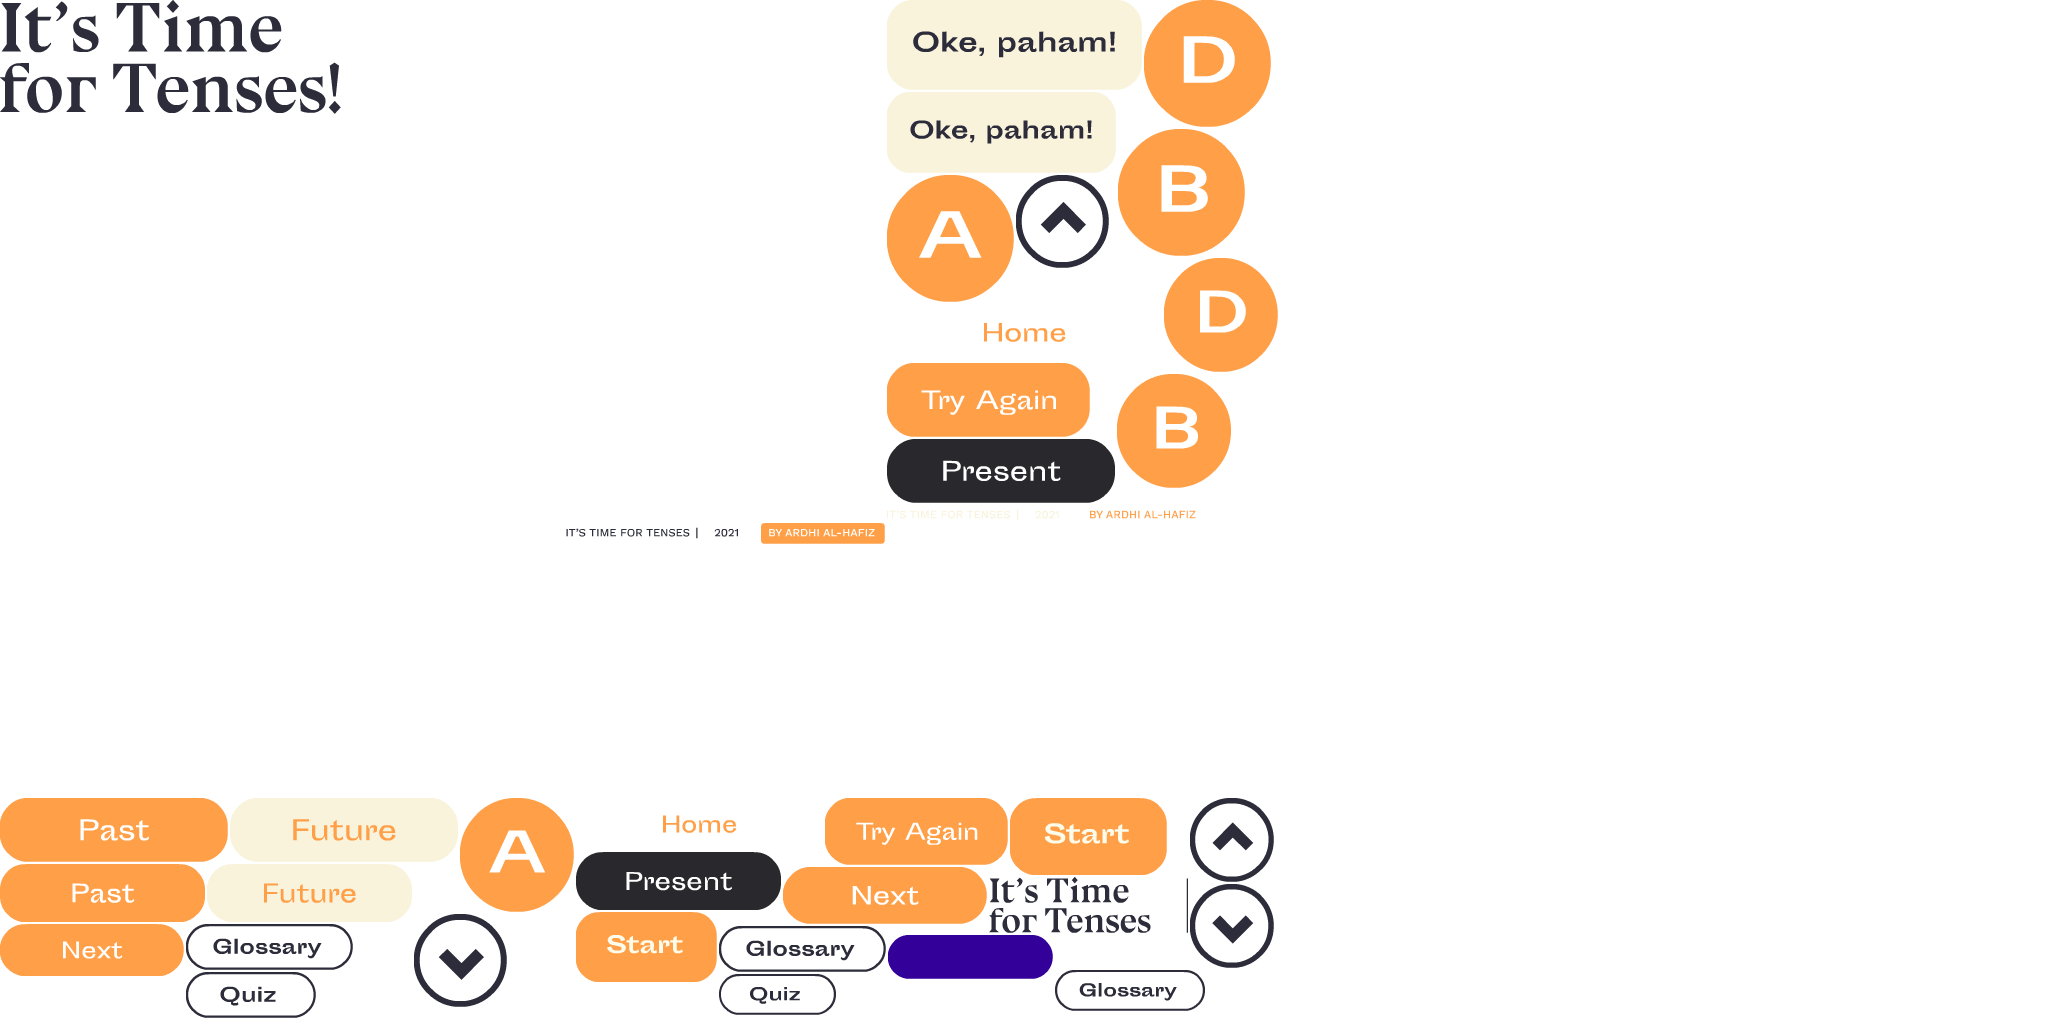 It's Time
for Tenses!
Oke, paham!
D
Oke, paham!
B
A
D
Home
Try Again
B
Present
IT'S TIME FOR TENSES | 2021 BY ARDHI AL-HAFIZ
IT'S TIME FOR TENSES | 2021 BY ARDHI AL-HAFIZ
Past
Future
A
Home
Try Again
Start
Past
Future
Present
Next
It's Time
for Tenses
Next
Glossary
Start
Glossary
Quiz
Quiz
Glossary